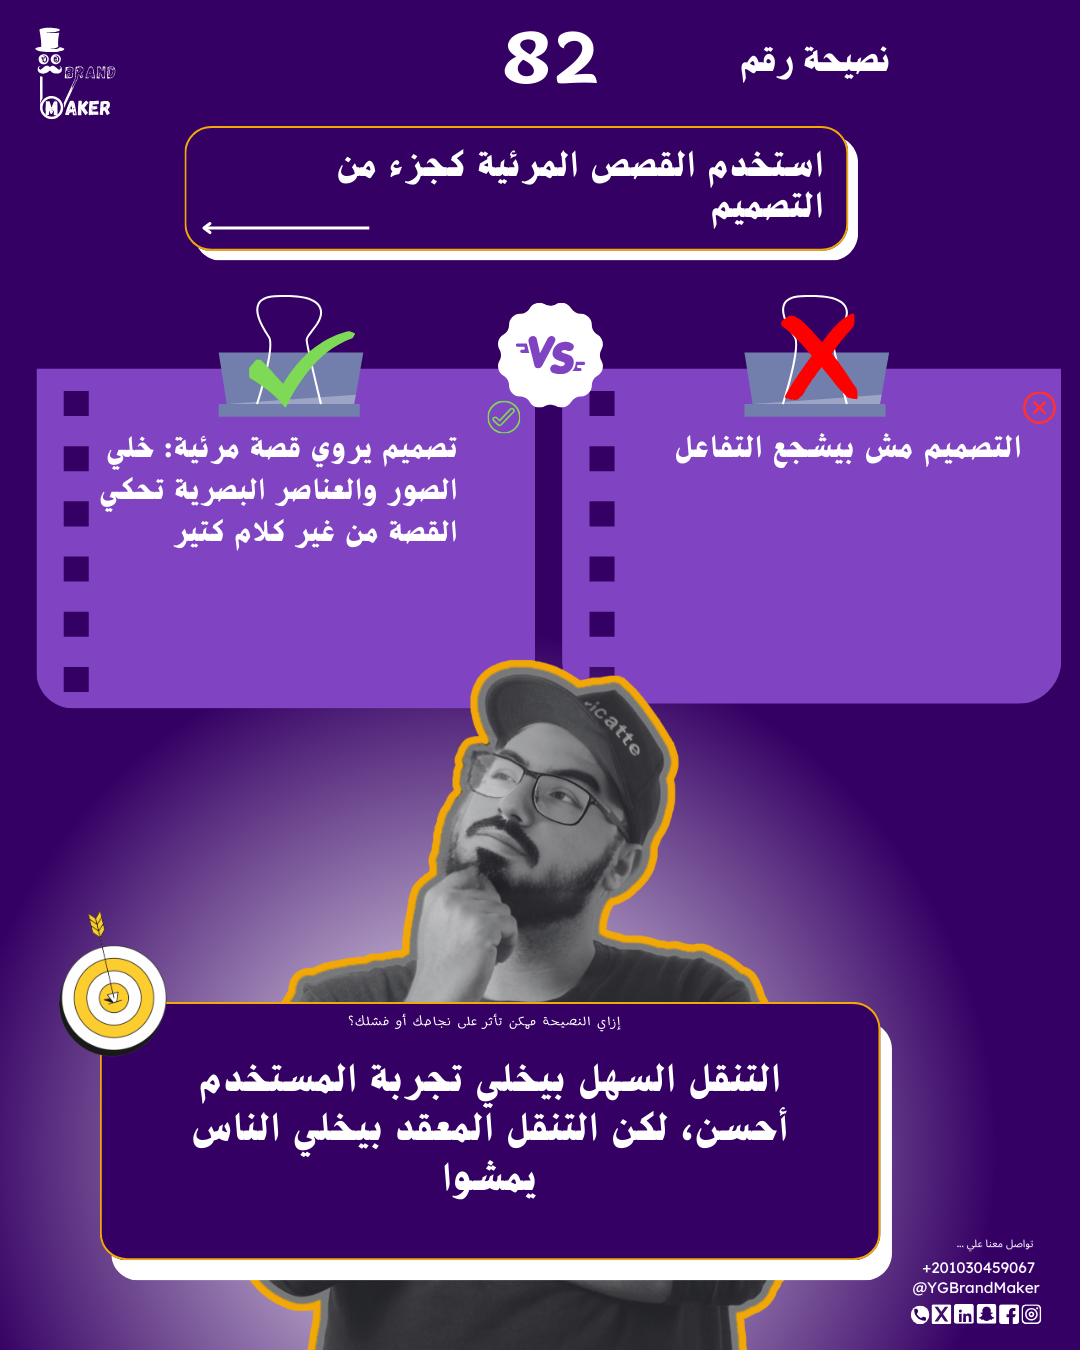 نصيحة رقم 82
BRAND
MAKER
استخدم القصص المرئية كجزء من
التصميم
VS
التصميم مش بيشجع التفاعل
تصميم يروي قصة مرئية: خلي
الصور والعناصر البصرية تحكي
القصة من غير كلام كتير
icatte
إزاي النصيحة ممكن تأثر على نجاحك أو فشلك؟
التنقل السهل بيخلي تجربة المستخدم
أحسن، لكن التنقل المعقد بيخلي الناس
يمشوا
تواصل معنا علي ...
+201030459067
@YGBrandMaker